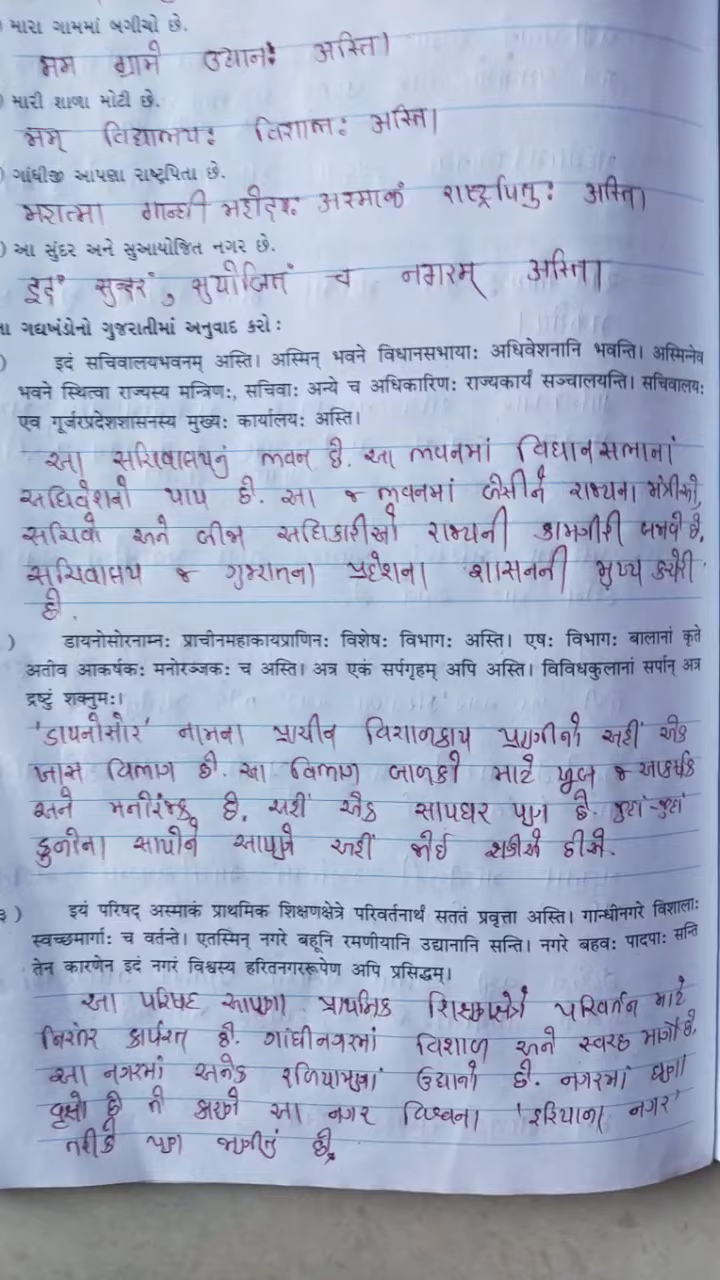 મારા ગામમાં બગીચો છે.
मम ग्रामे उद्यानः अस्ति।
મારી શાળા મોટી છે.
मम् विद्यालयः विशालः अस्ति।
ગાંધીજી આપણા રાષ્ટ્રપિતા છે.
महात्मा गान्धी महोदयः अस्माकं राष्ट्रपितुः अस्ति।
) આ સુંદર અને સુઆયોજિત નગર છે.
इदं सुन्दरं, सुयोजितं च नगरम् अस्ति।
ના ગદ્યખંડોનો ગુજરાતીમાં અનુવાદ કરો :
) इदं सचिवालयभवनम् अस्ति। अस्मिन् भवने विधानसभायाः अधिवेशनानि भवन्ति। अस्मिन्नेव
भवने स्थित्वा राज्यस्य मन्त्रिणः, सचिवाः अन्ये च अधिकारिणः राज्यकार्यं सञ्चालयन्ति। सचिवालयः
एव गूर्जरप्रदेशशासनस्य मुख्यः कार्यालयः अस्ति।
આ સચિવાલયનું ભવન છે. આ ભવનમાં વિધાનસભાનાં
અધિવેશનો થાય છે. આ જ ભવનમાં બેસીને રાજ્યના મંત્રીઓ,
સચિવો અને બીજા અધિકારીઓ રાજ્યની કામગીરી બજવે છે.
સચિવાલય જ ગુજરાતના પ્રદેશના શાસનની મુખ્ય કચેરી
છે.
) डायनोसोरनाम्नः प्राचीनमहाकायप्राणिनः विशेषः विभागः अस्ति। एषः विभागः बालानां कृते
अतीव आकर्षकः मनोरञ्जकः च अस्ति। अत्र एकं सर्पगृहम् अपि अस्ति। विविधकुलानां सर्पान् अत्र
द्रष्टुं शक्नुमः।
'ડાયનોસોર' નામના પ્રાચીન વિશાળકાય પ્રાણીનો અહીં એક
ખાસ વિભાગ છે. આ વિભાગ બાળકો માટે ખૂબ જ આકર્ષક
અને મનોરંજક છે. અહીં એક સાપઘર પણ છે. જુદાં-જુદાં
કુળોના સાપોને આપણે અહીં જોઈ શકીએ છીએ.
३) इयं परिषद् अस्माकं प्राथमिक शिक्षणक्षेत्रे परिवर्तनार्थं सततं प्रवृत्ता अस्ति। गान्धीनगरे विशालाः
स्वच्छमार्गाः च वर्तन्ते। एतस्मिन् नगरे बहूनि रमणीयानि उद्यानानि सन्ति। नगरे बहवः पादपाः सन्ति
तेन कारणेन इदं नगरं विश्वस्य हरितनगररूपेण अपि प्रसिद्धम्।
આ પરિષદ આપણા પ્રાથમિક શિક્ષણક્ષેત્રે પરિવર્તન માટે
નિરંતર કાર્યરત છે. ગાંધીનગરમાં વિશાળ અને સ્વચ્છ માર્ગો છે.
આ નગરમાં અનેક રળિયામણાં ઉદ્યાનો છે. નગરમાં ઘણા
વૃક્ષો છે તે કારણે આ નગર વિશ્વના 'હરિયાળા નગર'
તરીકે પણ જાણીતું છે.